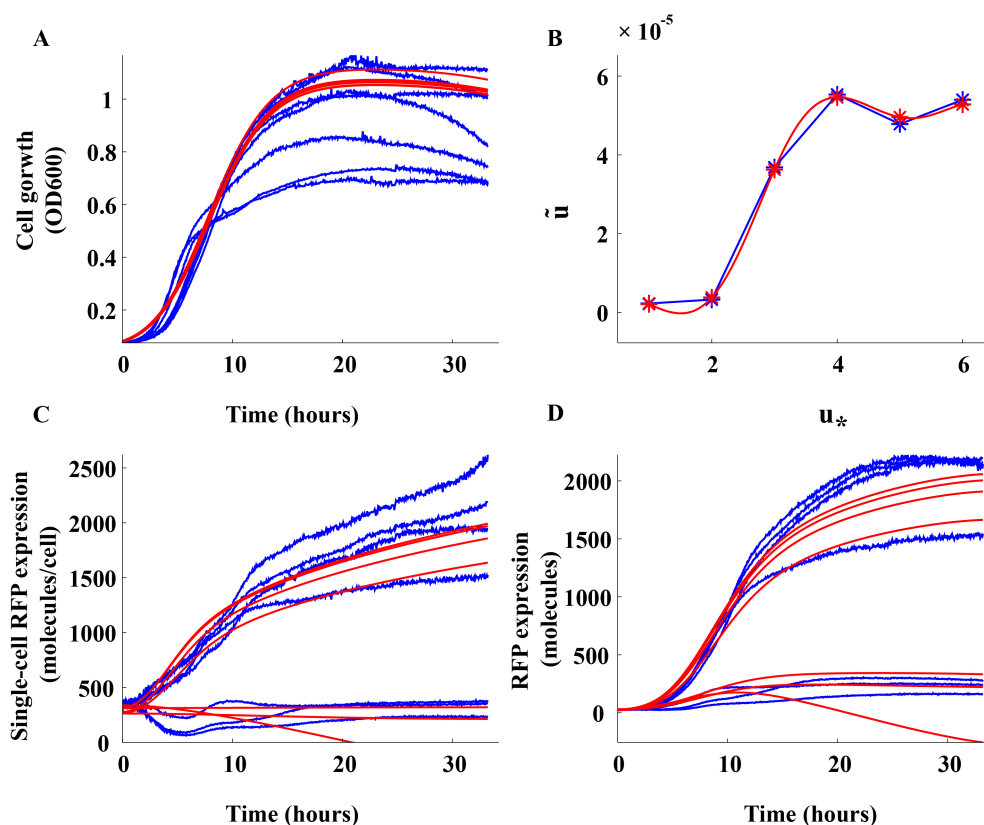 A
Cell gorwth
(OD600)
1
0.8
0.6
0.4
0.2
0
10
20
30
Time (hours)
B
× 10⁻⁵
ũ
6
4
2
0
2
4
6
u*
C
Single-cell RFP expression
(molecules/cell)
2500
2000
1500
1000
500
0
0
10
20
30
Time (hours)
D
RFP expression
(molecules)
2000
1500
1000
500
0
0
10
20
30
Time (hours)